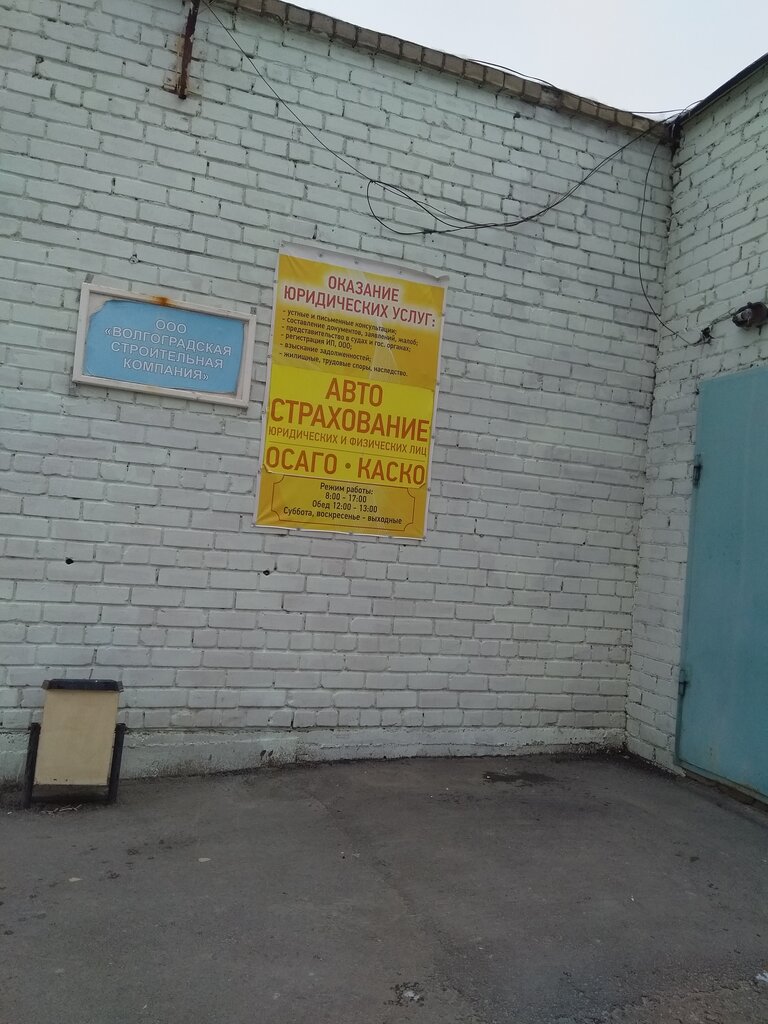 ООО
«ВОЛГОГРАДСКАЯ
СТРОИТЕЛЬНАЯ
КОМПАНИЯ»
ОКАЗАНИЕ
ЮРИДИЧЕСКИХ УСЛУГ:
- устные и письменные консультации;
- составление документов, заявлений, жалоб;
- представительство в судах и гос. органах;
- регистрация ИП, ООО;
- взыскание задолженностей;
- жилищные, трудовые споры, наследство.
АВТО
СТРАХОВАНИЕ
ЮРИДИЧЕСКИХ И ФИЗИЧЕСКИХ ЛИЦ
ОСАГО • КАСКО
Режим работы:
8:00 - 17:00
Обед 12:00 - 13:00
Суббота, воскресенье - выходные